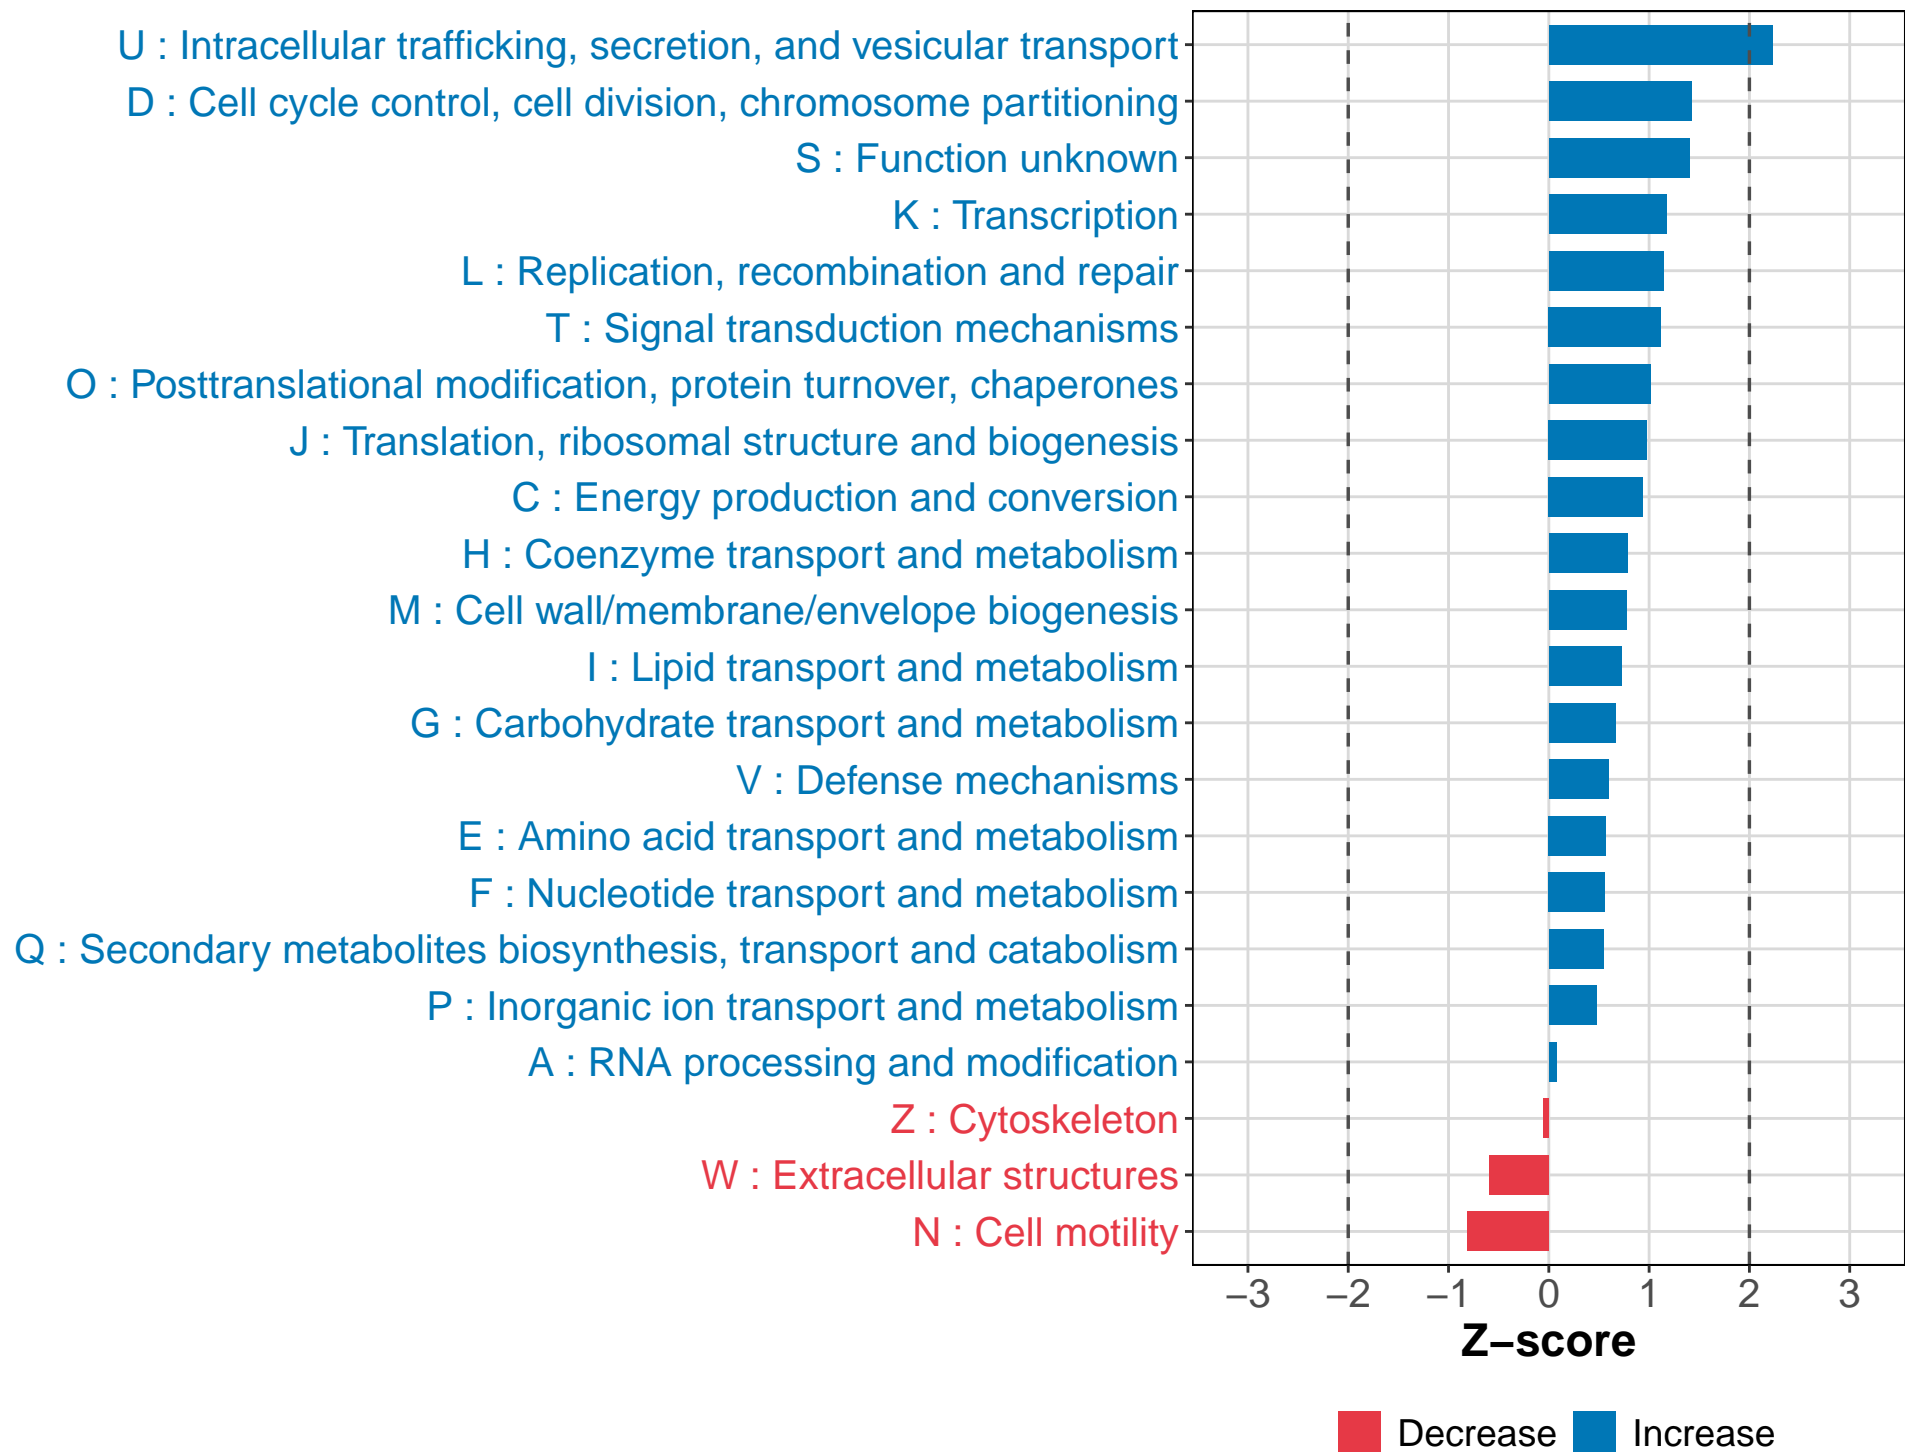 U : Intracellular trafficking, secretion, and vesicular transport
D : Cell cycle control, cell division, chromosome partitioning
S : Function unknown
K : Transcription
L : Replication, recombination and repair
T : Signal transduction mechanisms
O : Posttranslational modification, protein turnover, chaperones
J : Translation, ribosomal structure and biogenesis
C : Energy production and conversion
H : Coenzyme transport and metabolism
M : Cell wall/membrane/envelope biogenesis
I : Lipid transport and metabolism
G : Carbohydrate transport and metabolism
V : Defense mechanisms
E : Amino acid transport and metabolism
F : Nucleotide transport and metabolism
Q : Secondary metabolites biosynthesis, transport and catabolism
P : Inorganic ion transport and metabolism
A : RNA processing and modification
Z : Cytoskeleton
W : Extracellular structures
N : Cell motility
−3 −2 −1 0 1 2 3
Z−score
Decrease Increase